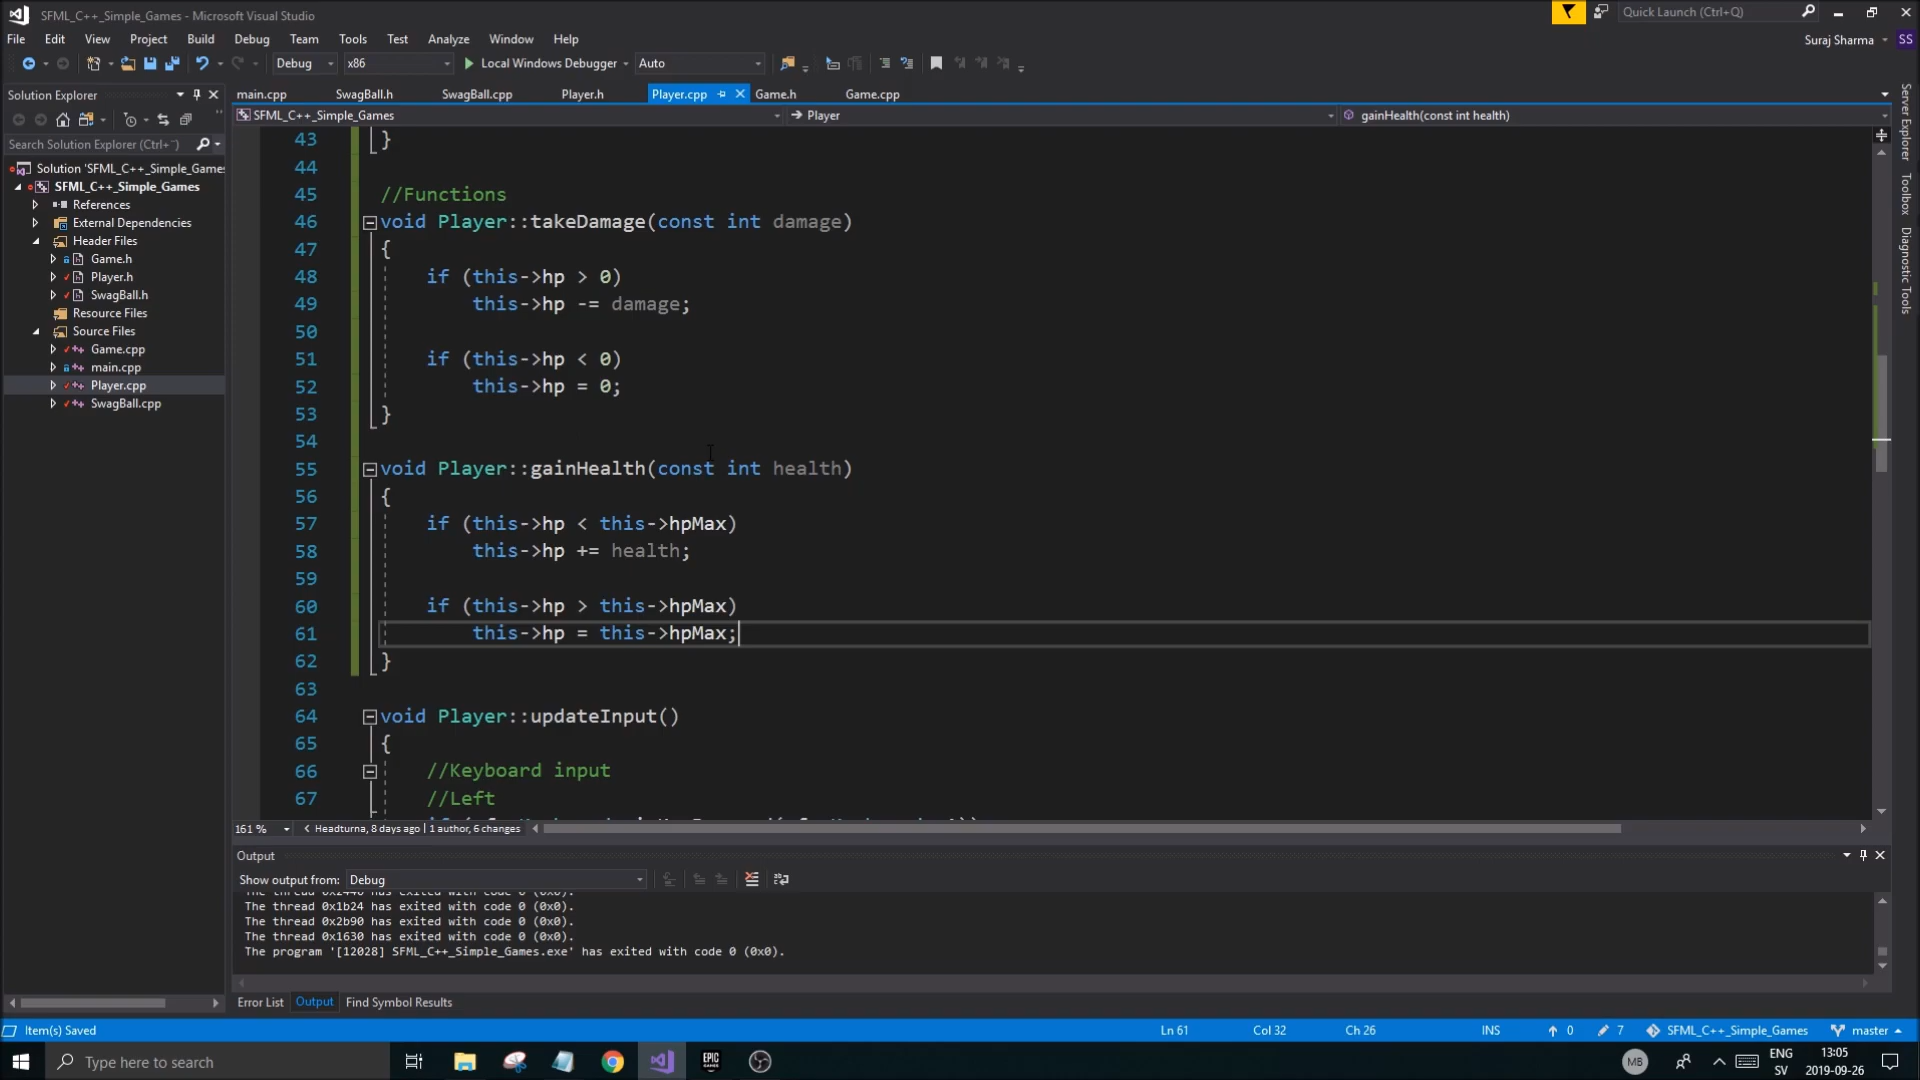 SFML_C++_Simple_Games - Microsoft Visual Studio
Quick Launch (Ctrl+Q)
File Edit View Project Build Debug Team Tools Test Analyze Window Help
Suraj Sharma SS
Debug x86 Local Windows Debugger Auto
Solution Explorer
main.cpp SwagBall.h SwagBall.cpp Player.h Player.cpp Game.h Game.cpp
SFML_C++_Simple_Games Player gainHealth(const int health)
Search Solution Explorer (Ctrl+
Solution 'SFML_C++_Simple_Games
SFML_C++_Simple_Games
References
External Dependencies
Header Files
Game.h
Player.h
SwagBall.h
Resource Files
Source Files
Game.cpp
main.cpp
Player.cpp
SwagBall.cpp
43 }
44
45 //Functions
46 void Player::takeDamage(const int damage)
47 {
48 if (this->hp > 0)
49 this->hp -= damage;
50
51 if (this->hp < 0)
52 this->hp = 0;
53 }
54
55 void Player::gainHealth(const int health)
56 {
57 if (this->hp < this->hpMax)
58 this->hp += health;
59
60 if (this->hp > this->hpMax)
61 this->hp = this->hpMax;
62 }
63
64 void Player::updateInput()
65 {
66 //Keyboard input
67 //Left
Server Explorer
Toolbox
Diagnostic Tools
161 % Headturna, 8 days ago | 1 author, 6 changes
Output
Show output from: Debug
The thread 0x1b24 has exited with code 0 (0x0).
The thread 0x2b90 has exited with code 0 (0x0).
The thread 0x1630 has exited with code 0 (0x0).
The program '[12028] SFML_C++_Simple_Games.exe' has exited with code 0 (0x0).
Error List Output Find Symbol Results
Item(s) Saved Ln 61 Col 32 Ch 26 INS 0 7 SFML_C++_Simple_Games master
Type here to search
EPIC GAMES
MB
ENG
SV
13:05
2019-09-26